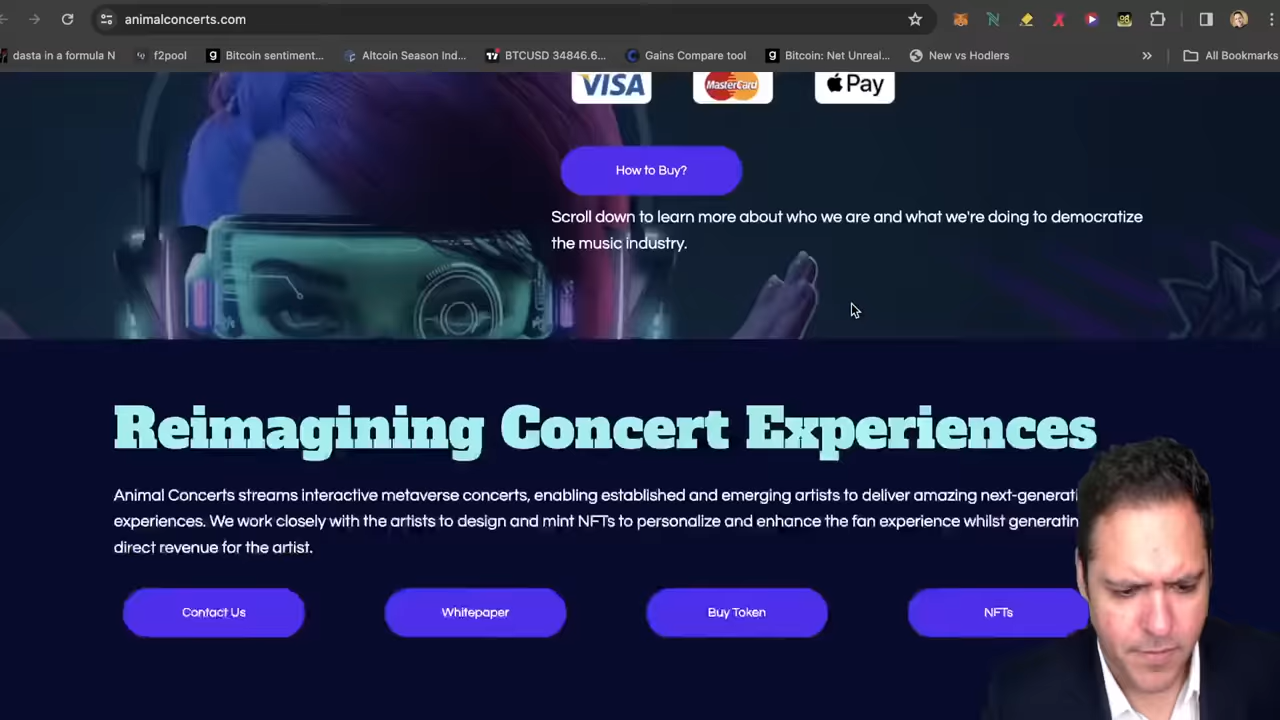 animalconcerts.com
dasta in a formula N
f2pool
Bitcoin sentiment...
Altcoin Season Ind...
BTCUSD 34846.6...
Gains Compare tool
Bitcoin: Net Unreal...
New vs Hodlers
»
All Bookmarks
VISA
MasterCard
Pay
How to Buy?
Scroll down to learn more about who we are and what we're doing to democratize
the music industry.
Reimagining Concert Experiences
Animal Concerts streams interactive metaverse concerts, enabling established and emerging artists to deliver amazing next-generati
experiences. We work closely with the artists to design and mint NFTs to personalize and enhance the fan experience whilst generatin
direct revenue for the artist.
Contact Us
Whitepaper
Buy Token
NFTs